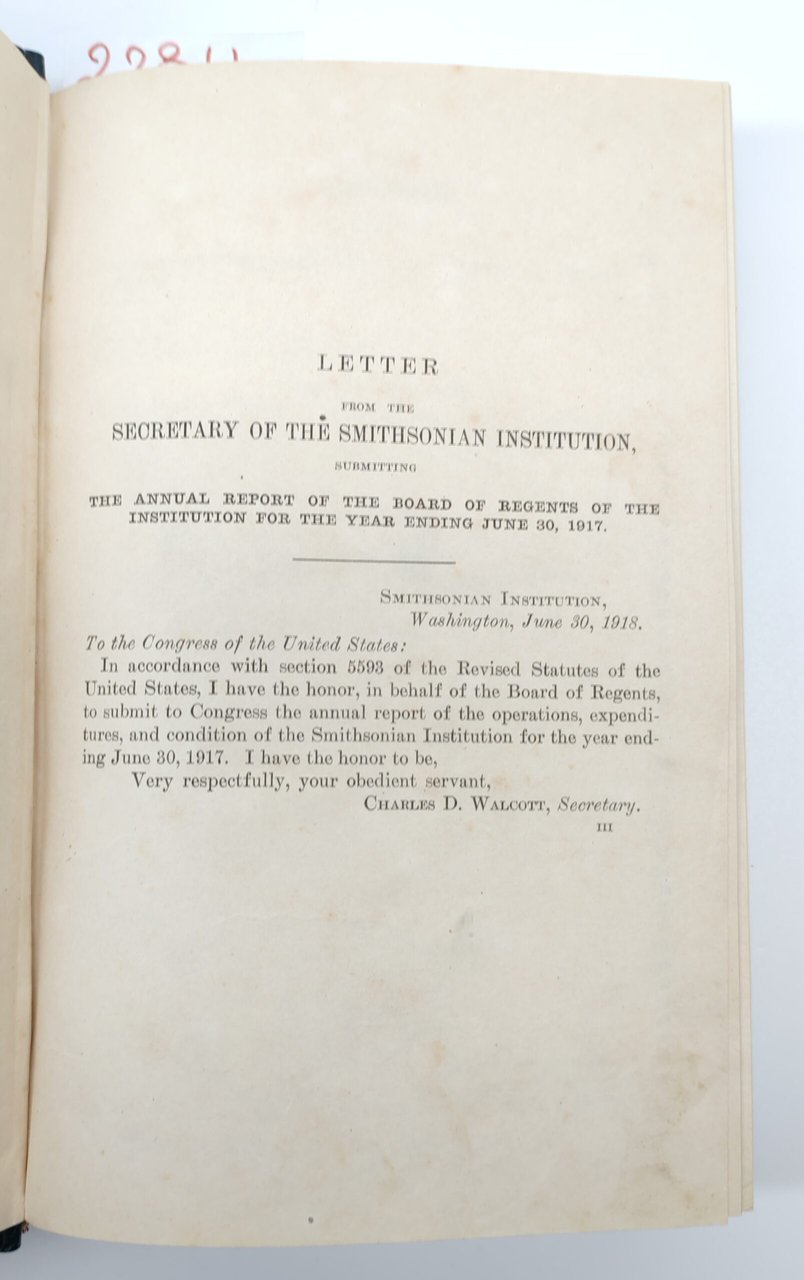 LETTER
FROM THE
SECRETARY OF THE SMITHSONIAN INSTITUTION,
SUBMITTING
THE ANNUAL REPORT OF THE BOARD OF REGENTS OF THE
INSTITUTION FOR THE YEAR ENDING JUNE 30, 1917.
SMITHSONIAN INSTITUTION,
Washington, June 30, 1918.
To the Congress of the United States:
In accordance with section 5593 of the Revised Statutes of the
United States, I have the honor, in behalf of the Board of Regents,
to submit to Congress the annual report of the operations, expendi-
tures, and condition of the Smithsonian Institution for the year end-
ing June 30, 1917. I have the honor to be,
Very respectfully, your obedient servant,
CHARLES D. WALCOTT, Secretary.
III